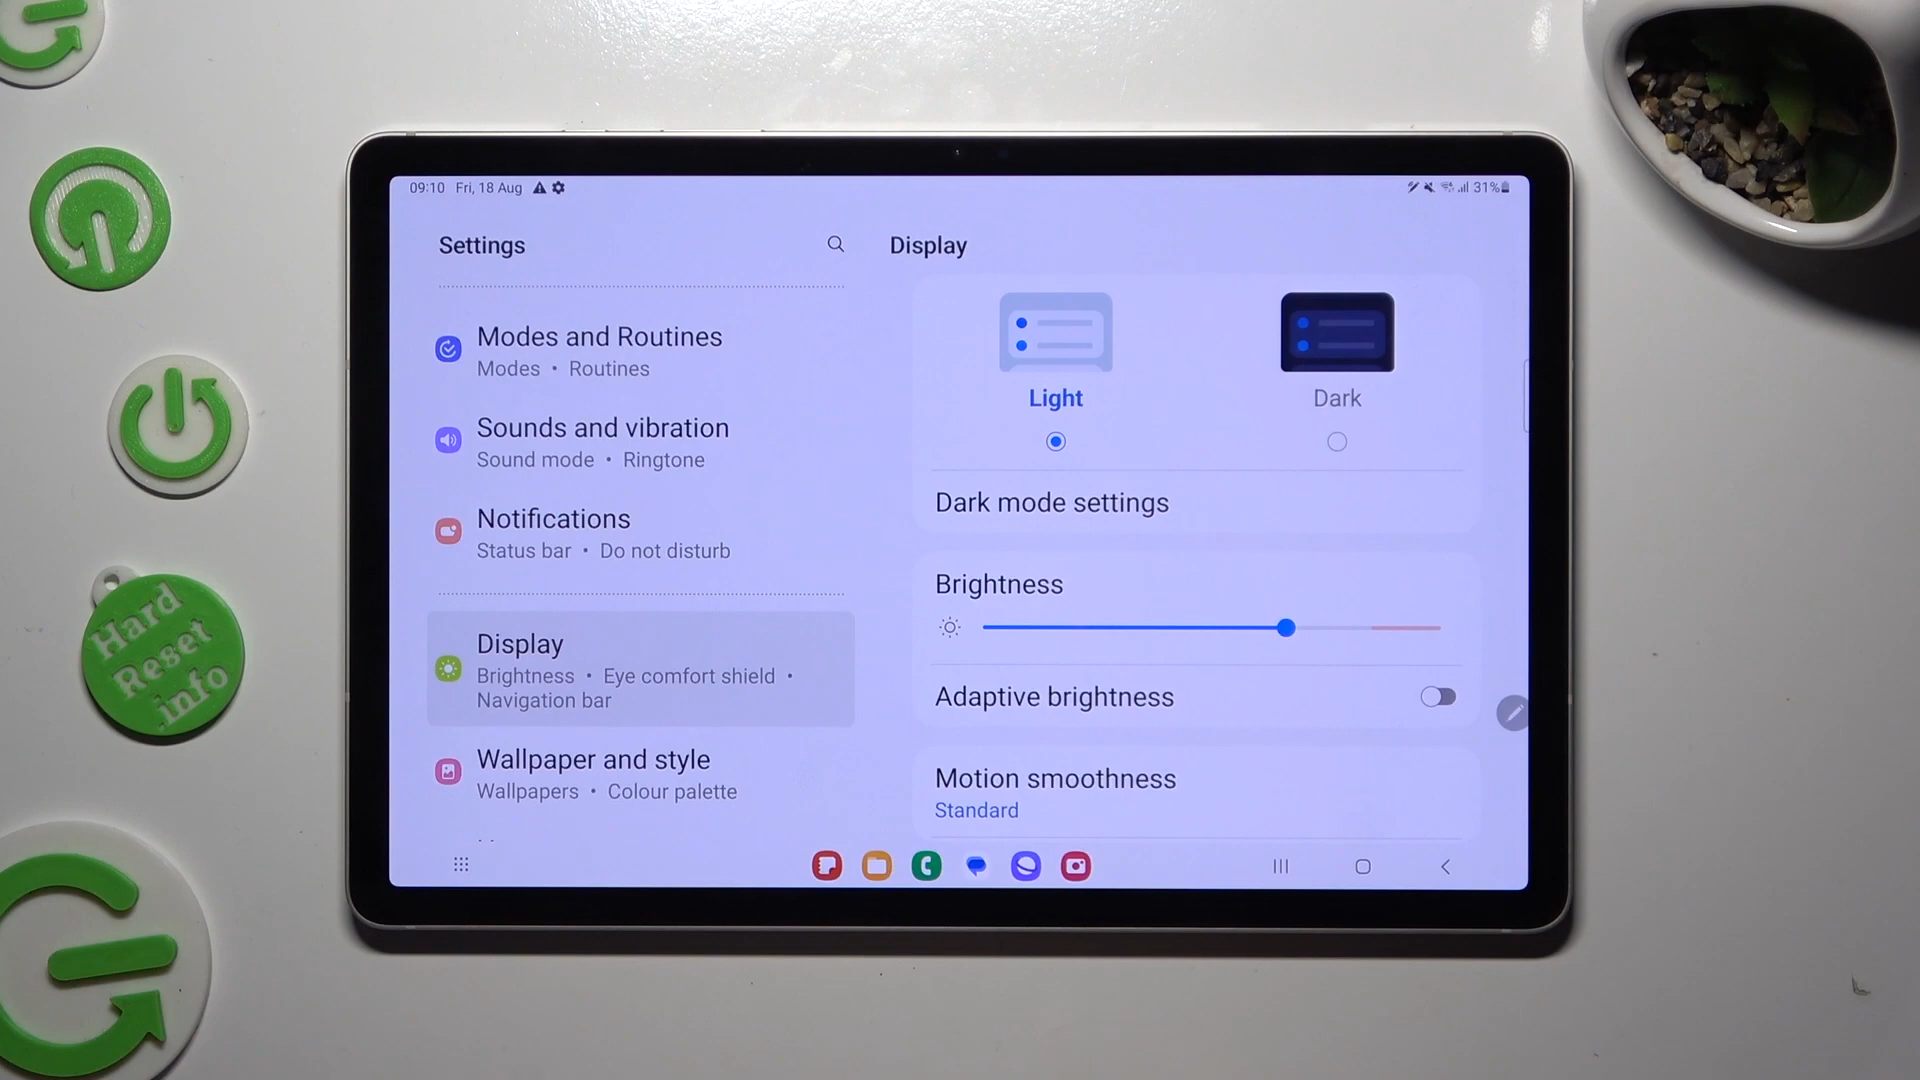 09:10 Fri, 18 Aug
31%
Settings
Modes and Routines
Modes • Routines
Sounds and vibration
Sound mode • Ringtone
Notifications
Status bar • Do not disturb
Display
Brightness • Eye comfort shield •
Navigation bar
Wallpaper and style
Wallpapers • Colour palette
Display
Light
Dark
Dark mode settings
Brightness
Adaptive brightness
Motion smoothness
Standard
Hard
Reset
.info